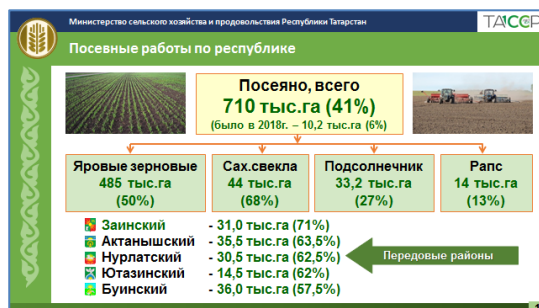 Министерство сельского хозяйства и продовольствия Республики Татарстан
ТАССР
Посевные работы по республике
Посеяно, всего
710 тыс.га (41%)
(было в 2018г. – 10,2 тыс.га (6%)
Яровые зерновые
485 тыс.га
(50%)
Сах.свекла
44 тыс.га
(68%)
Подсолнечник
33,2 тыс.га
(27%)
Рапс
14 тыс.га
(13%)
Заинский - 31,0 тыс.га (71%)
Актанышский - 35,5 тыс.га (63,5%)
Нурлатский - 30,5 тыс.га (62,5%)
Ютазинский - 14,5 тыс.га (62%)
Буинский - 36,0 тыс.га (57,5%)
Передовые районы
1